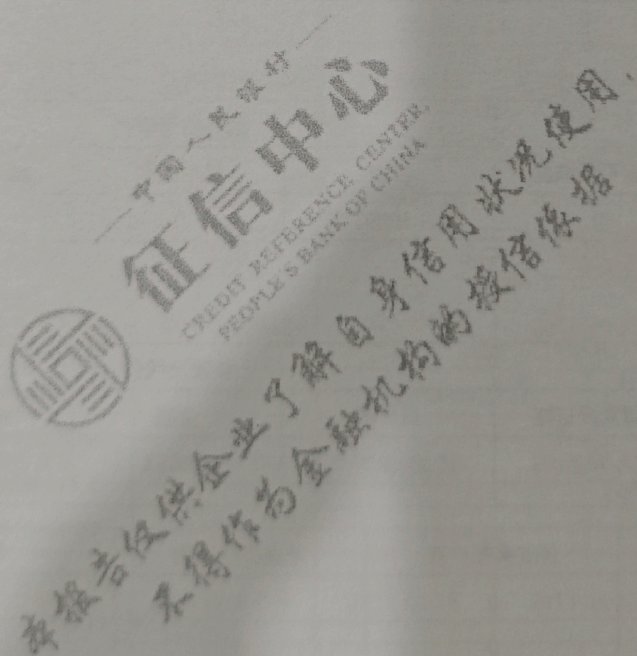 中国人民银行
征信中心
CREDIT REFERENCE CENTER,
PEOPLE'S BANK OF CHINA
本报告仅供企业了解自身信用状况使用，
不得作为金融机构的授信依据